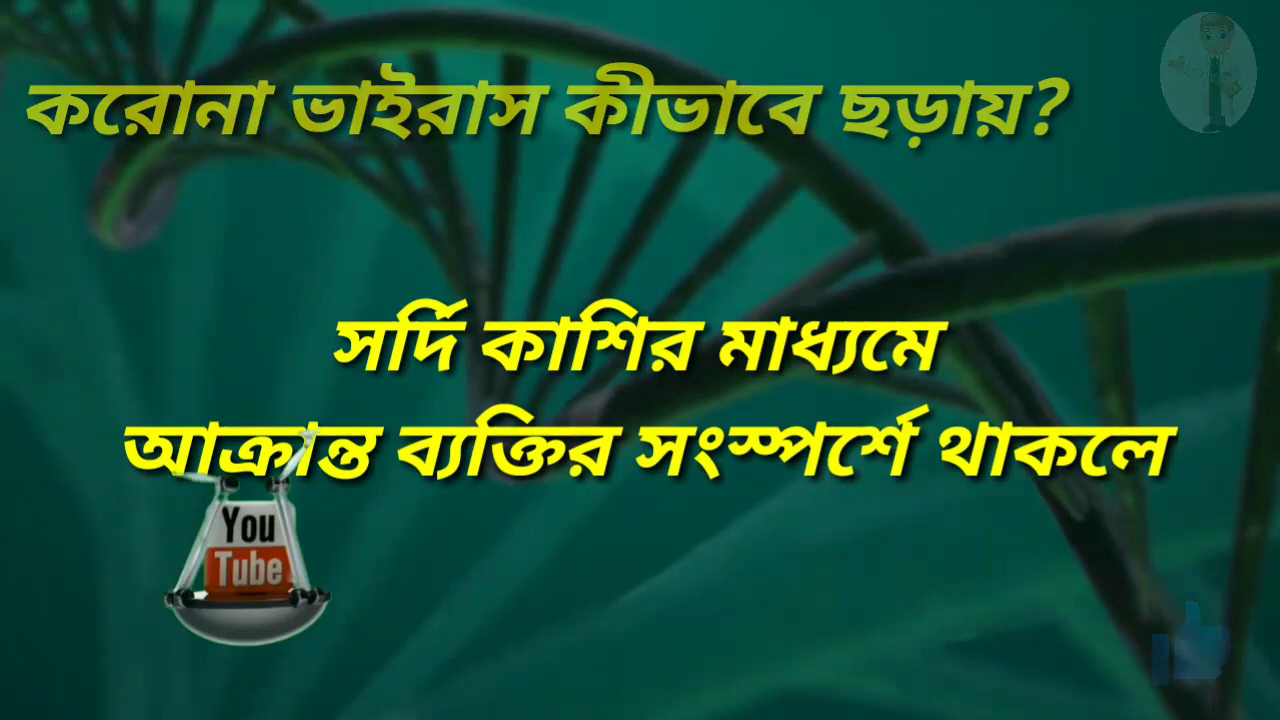 করোনা ভাইরাস কীভাবে ছড়ায়?
সর্দি কাশির মাধ্যমে
আক্রান্ত ব্যক্তির সংস্পর্শে থাকলে
You
Tube